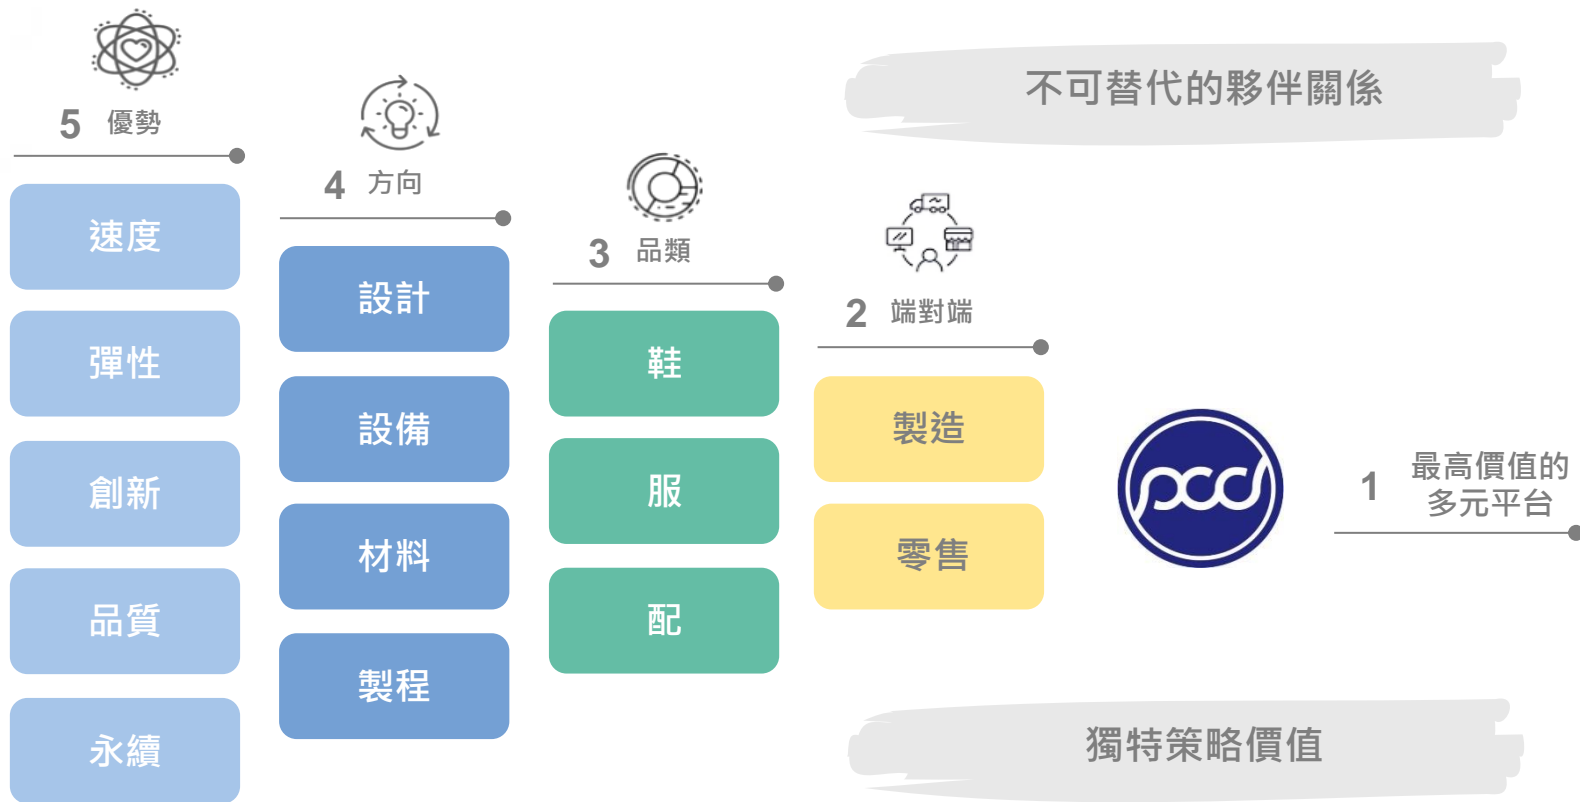 5 優勢
速度
彈性
創新
品質
永續
4 方向
設計
設備
材料
製程
3 品類
鞋
服
配
2 端對端
製造
零售
不可替代的夥伴關係
pcc
1 最高價值的
多元平台
獨特策略價值